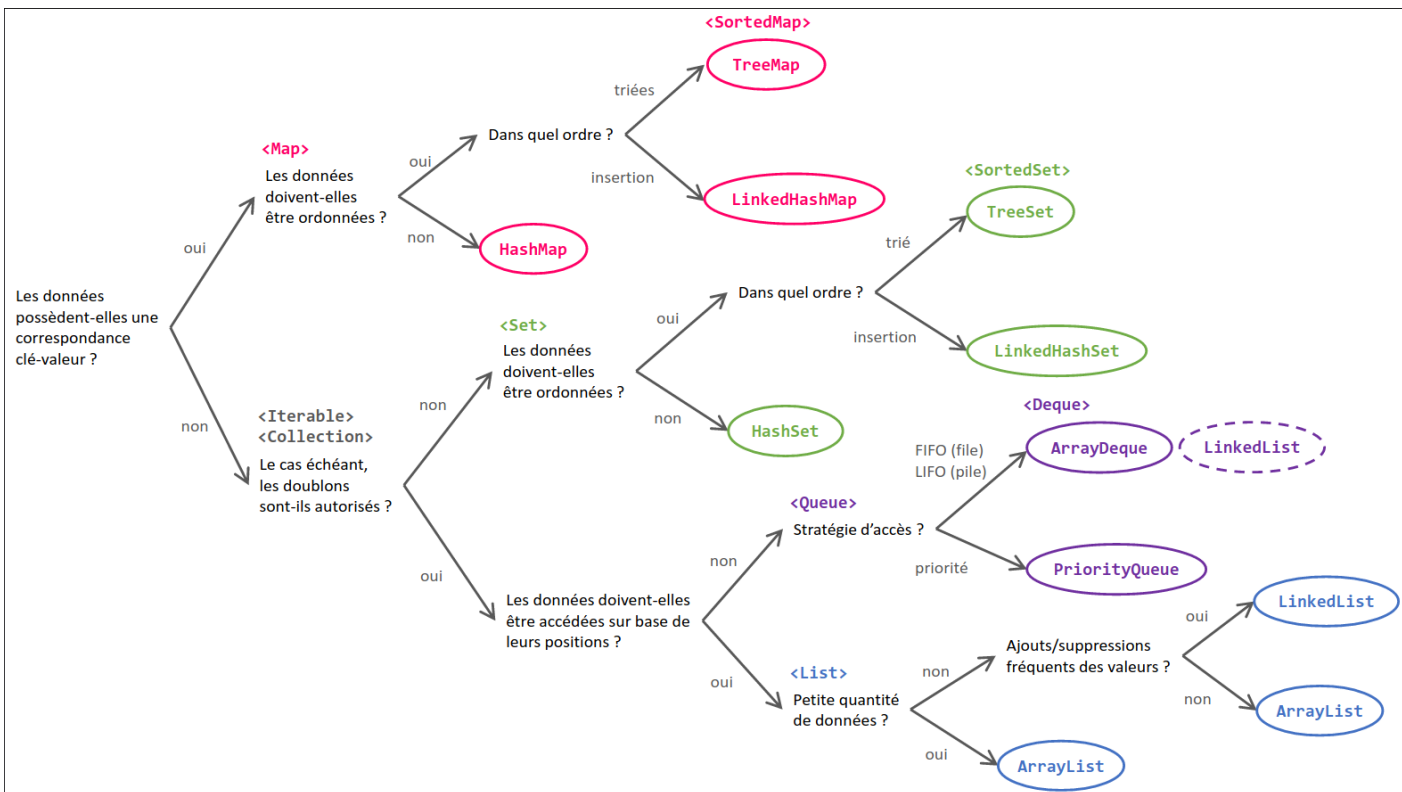 Les données
possèdent-elles une
correspondance
clé-valeur ?
oui
non
<Map>
Les données
doivent-elles
être ordonnées ?
oui
non
Dans quel ordre ?
triées
insertion
<SortedMap>
TreeMap
LinkedHashMap
HashMap
<Iterable>
<Collection>
Le cas échéant,
les doublons
sont-ils autorisés ?
non
oui
<Set>
Les données
doivent-elles
être ordonnées ?
oui
non
Dans quel ordre ?
trié
insertion
<SortedSet>
TreeSet
LinkedHashSet
HashSet
Les données doivent-elles
être accédées sur base de
leurs positions ?
non
oui
<Queue>
Stratégie d’accès ?
FIFO (file)
LIFO (pile)
priorité
<Deque>
ArrayDeque
LinkedList
PriorityQueue
<List>
Petite quantité
de données ?
non
oui
Ajouts/suppressions
fréquents des valeurs ?
oui
non
LinkedList
ArrayList
ArrayList